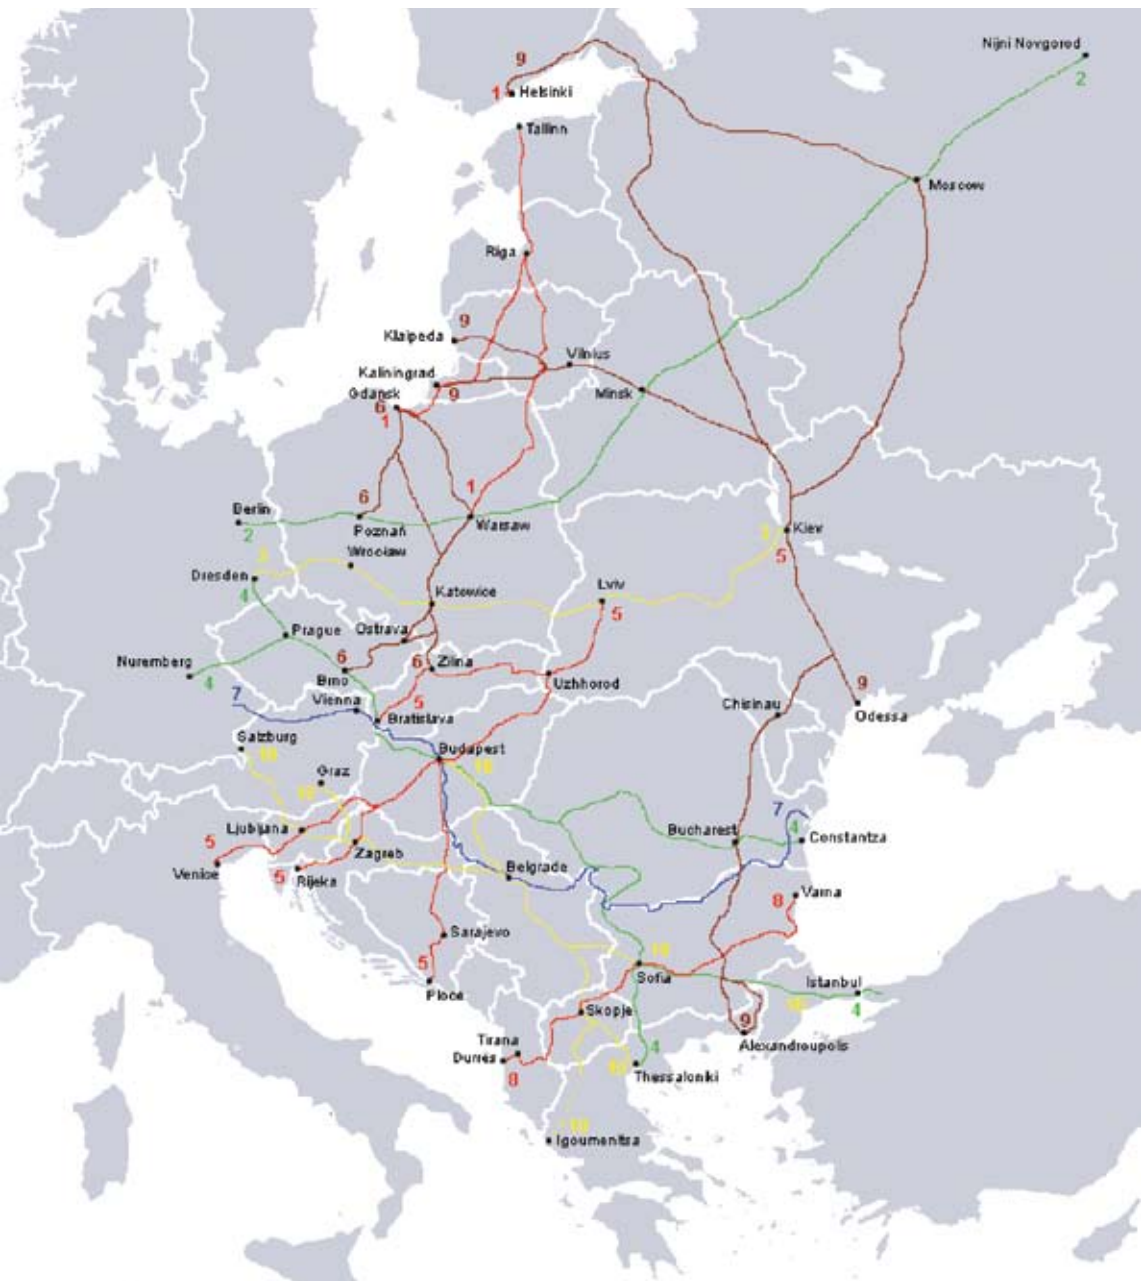 Nijni Novgorod
2
9
1
Helsinki
Tallinn
Moscow
Riga
Klaipeda
9
Vilnius
Kaliningrad
9
Gdansk
6
1
Minsk
1
6
Berlin
2
Poznań
Warsaw
3
Kiev
5
Wrocław
3
Dresden
4
Katowice
Lviv
5
Ostrava
Prague
Nuremberg
4
6
Brno
6
Zilina
5
Uzhhorod
7
Vienna
Bratislava
Chisinau
9
Odessa
Salzburg
10
Budapest
10
Graz
10
Ljubljana
5
Venice
5
Rijeka
Zagreb
Bucharest
7
4
Constantza
Belgrade
8
Varna
Sarajevo
5
Ploce
10
Sofia
Istanbul
10
4
Skopje
9
Alexandroupolis
Tirana
Durres
8
4
10
Thessaloniki
10
Igoumenitsa